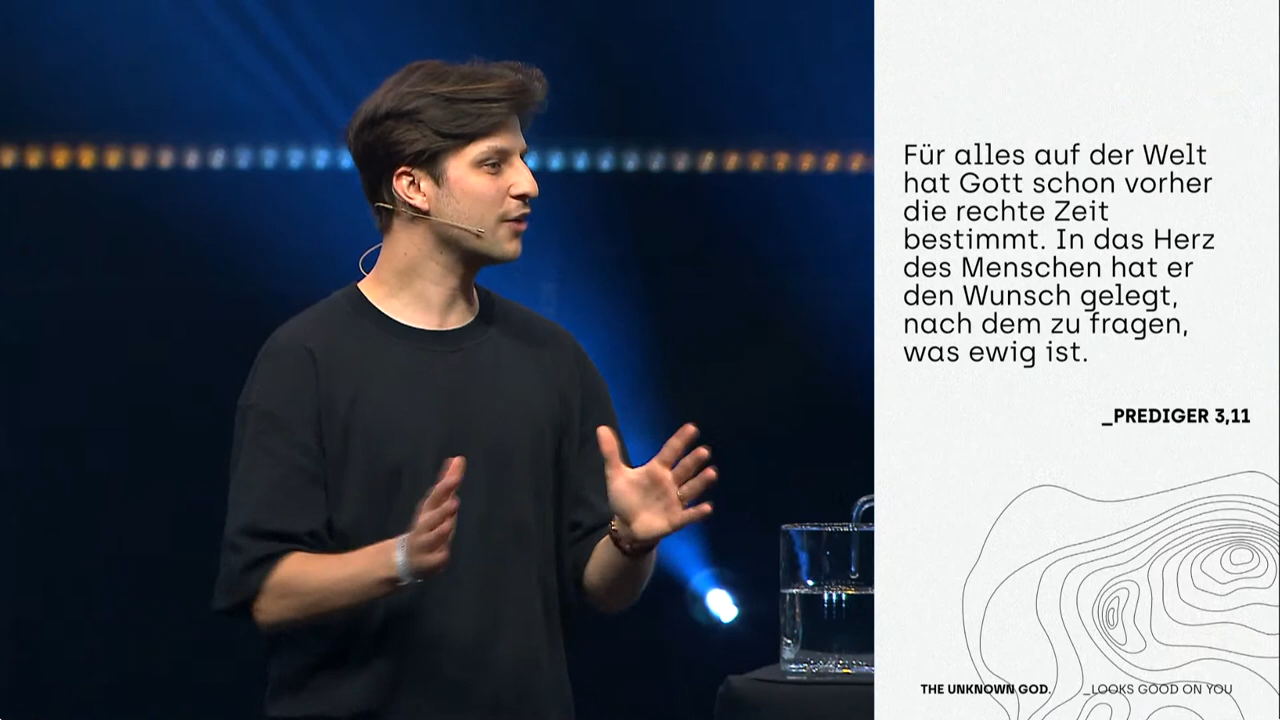 Für alles auf der Welt
hat Gott schon vorher
die rechte Zeit
bestimmt. In das Herz
des Menschen hat er
den Wunsch gelegt,
nach dem zu fragen,
was ewig ist.
_PREDIGER 3,11
THE UNKNOWN GOD. _LOOKS GOOD ON YOU